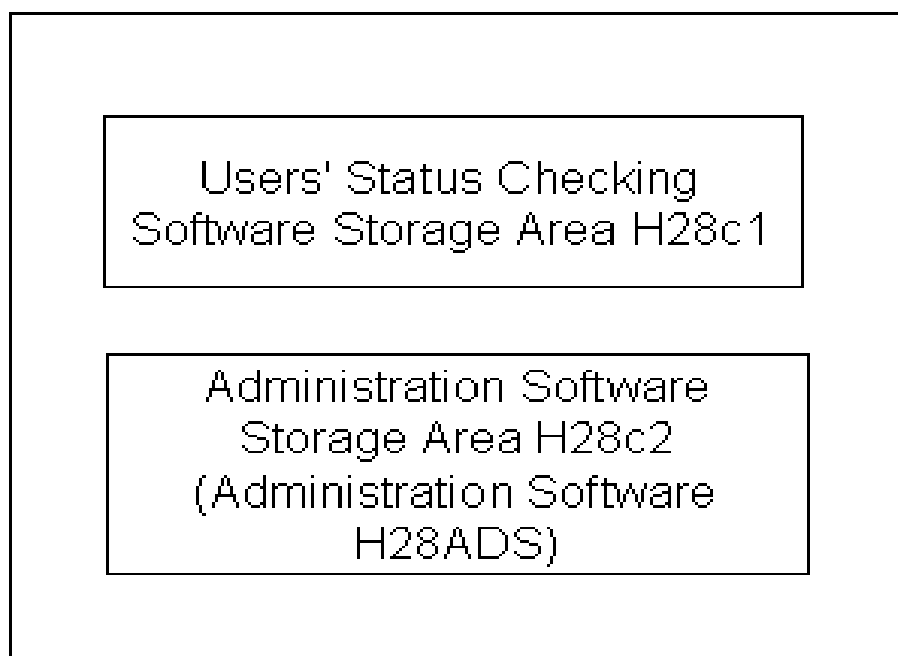 Users' Status Checking
Software Storage Area H28c1
Administration Software
Storage Area H28c2
(Administration Software
H28ADS)